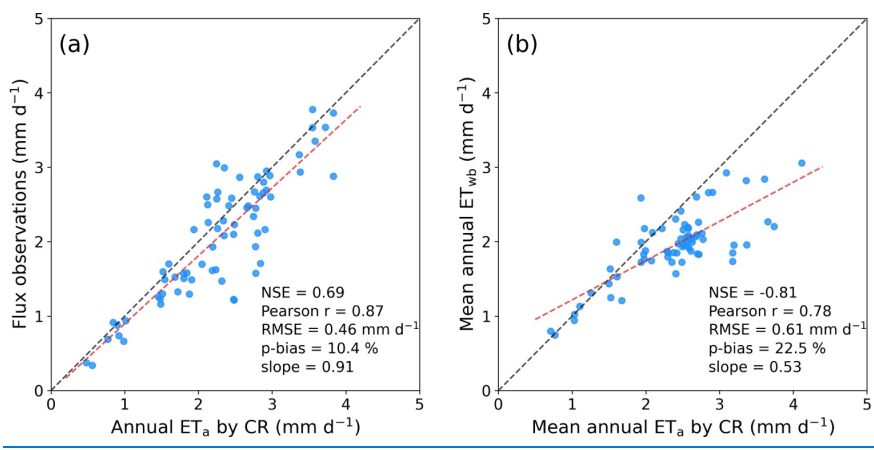 (a)
5
4
3
2
1
0
Flux observations (mm d⁻¹)
NSE = 0.69
Pearson r = 0.87
RMSE = 0.46 mm d⁻¹
p-bias = 10.4 %
slope = 0.91
0 1 2 3 4 5
Annual ETₐ by CR (mm d⁻¹)
(b)
5
4
3
2
1
0
Mean annual ET_wb (mm d⁻¹)
NSE = -0.81
Pearson r = 0.78
RMSE = 0.61 mm d⁻¹
p-bias = 22.5 %
slope = 0.53
0 1 2 3 4 5
Mean annual ETₐ by CR (mm d⁻¹)